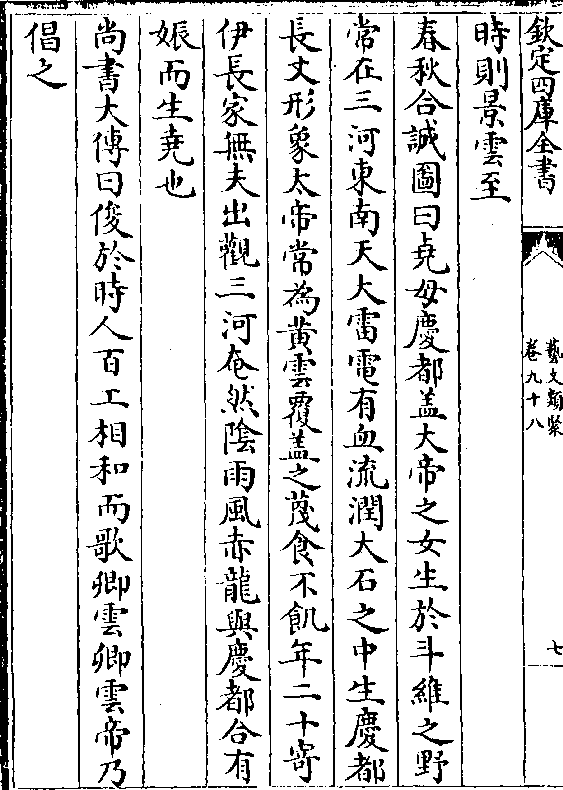 欽定四庫全書
藝文類聚
卷九十八
七
時則景雲至
春秋合誠圖曰堯母慶都蓋大帝之女生於斗維之野
常在三河東南天大雷電有血流潤大石之中生慶都
長丈形象太帝常為黃雲覆蓋之蔑食不飢年二十寄
伊長家無夫出觀三河奄然陰雨風赤龍與慶都合有
娠而生堯也
尚書大傳曰俊於時人百工相和而歌卿雲卿雲帝乃
倡之